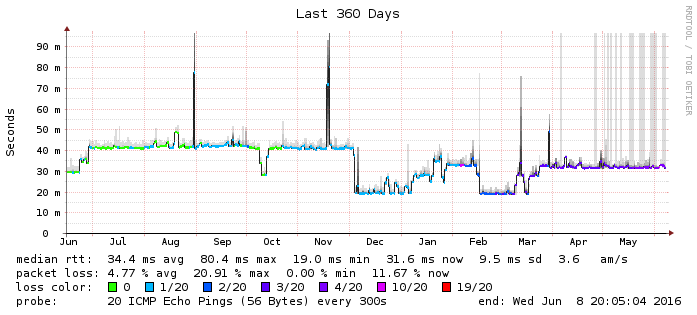 Last 360 Days
RRDTOOL / TOBI OETIKER
Seconds
90 m
80 m
70 m
60 m
50 m
40 m
30 m
20 m
10 m
0
Jun Jul Aug Sep Oct Nov Dec Jan Feb Mar Apr May
median rtt: 34.4 ms avg 80.4 ms max 19.0 ms min 31.6 ms now 9.5 ms sd 3.6 am/s
packet loss: 4.77 % avg 20.91 % max 0.00 % min 11.67 % now
loss color: 0 1/20 2/20 3/20 4/20 10/20 19/20
probe: 20 ICMP Echo Pings (56 Bytes) every 300s end: Wed Jun 8 20:05:04 2016